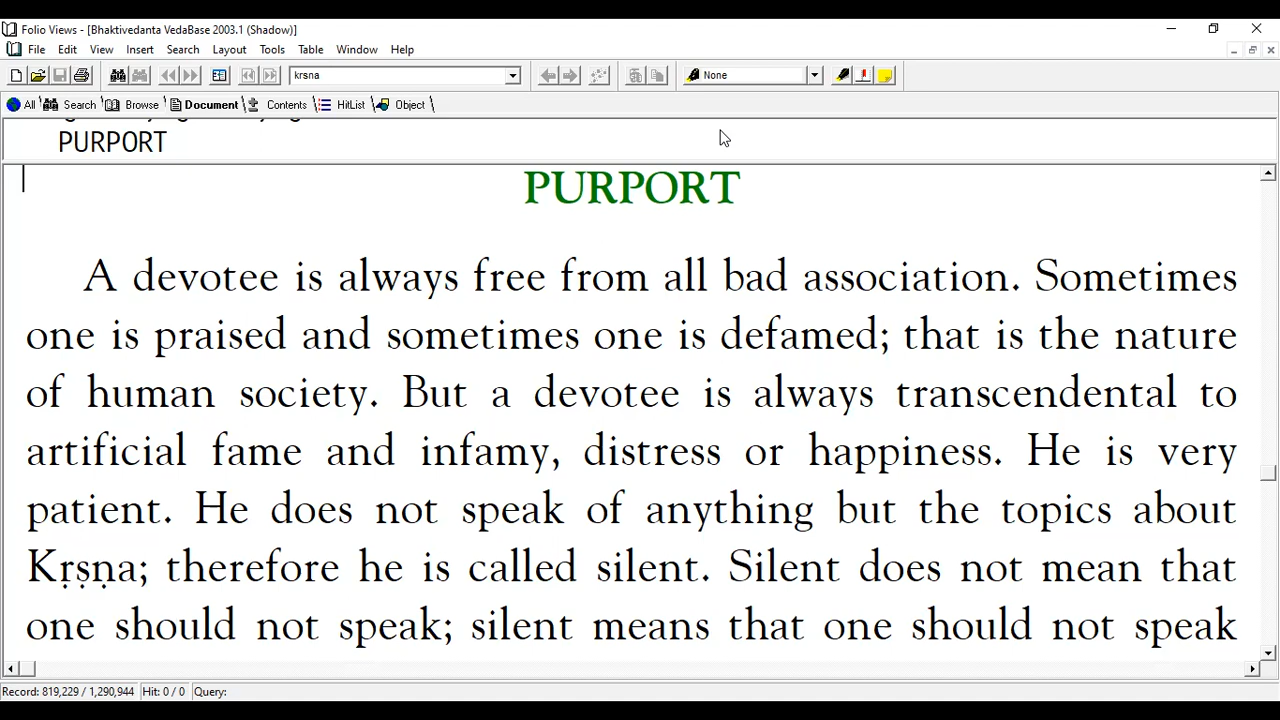 Folio Views - [Bhaktivedanta VedaBase 2003.1 (Shadow)]
File Edit View Insert Search Layout Tools Table Window Help
krsna None
All Search Browse Document Contents HitList Object
PURPORT
PURPORT
A devotee is always free from all bad association. Sometimes
one is praised and sometimes one is defamed; that is the nature
of human society. But a devotee is always transcendental to
artificial fame and infamy, distress or happiness. He is very
patient. He does not speak of anything but the topics about
Kṛṣṇa; therefore he is called silent. Silent does not mean that
one should not speak; silent means that one should not speak
Record: 819,229 / 1,290,944 Hit: 0 / 0 Query: